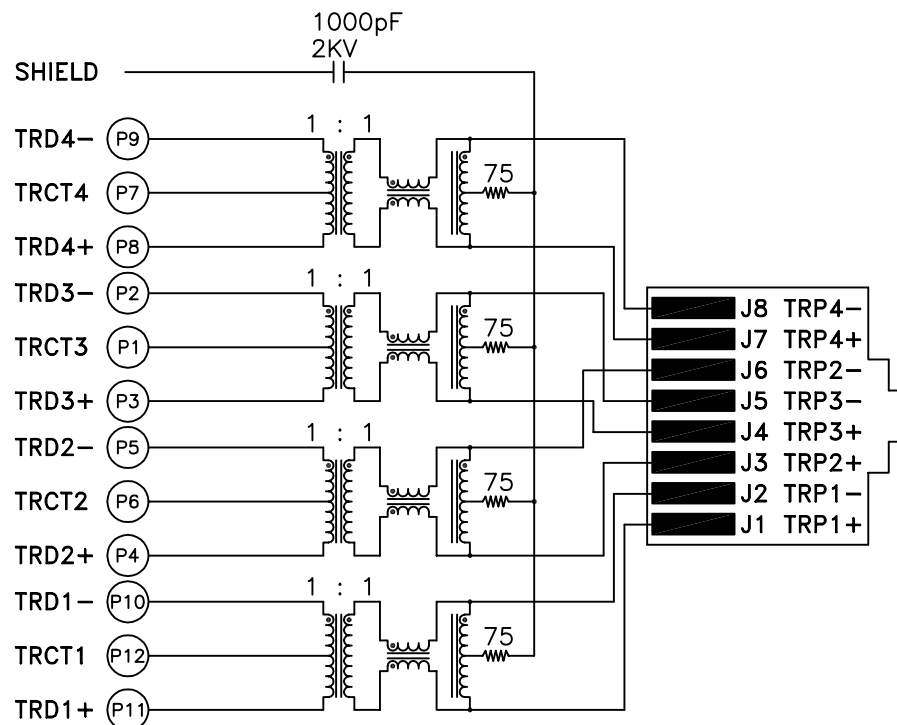 1000pF
2KV
SHIELD
1 : 1
TRD4- P9
75
TRCT4 P7
TRD4+ P8
1 : 1
TRD3- P2
75
TRCT3 P1
TRD3+ P3
1 : 1
TRD2- P5
75
TRCT2 P6
TRD2+ P4
1 : 1
TRD1- P10
75
TRCT1 P12
TRD1+ P11
J8 TRP4-
J7 TRP4+
J6 TRP2-
J5 TRP3-
J4 TRP3+
J3 TRP2+
J2 TRP1-
J1 TRP1+